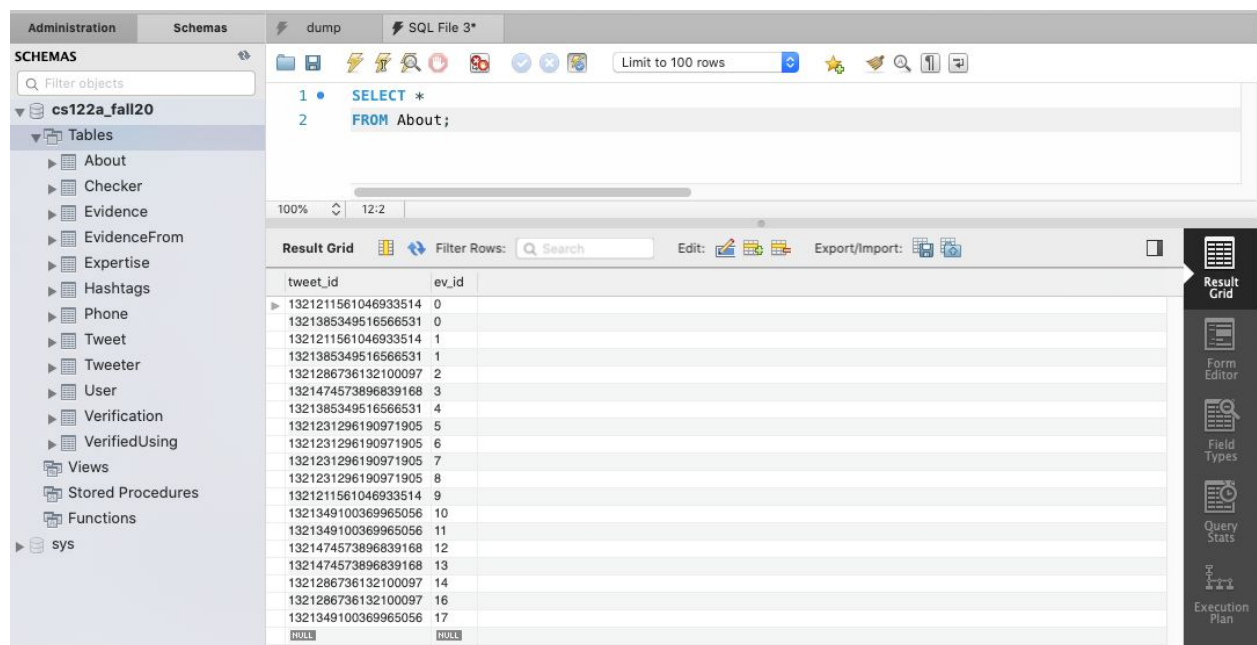 Administration Schemas
dump SQL File 3*
SCHEMAS
Filter objects
cs122a_fall20
Tables
About
Checker
Evidence
EvidenceFrom
Expertise
Hashtags
Phone
Tweet
Tweeter
User
Verification
VerifiedUsing
Views
Stored Procedures
Functions
sys
Limit to 100 rows
1 SELECT *
2 FROM About;
100% 12:2
Result Grid Filter Rows: Search Edit: Export/Import:
tweet_id ev_id
1321211561046933514 0
1321385349516566531 0
1321211561046933514 1
1321385349516566531 1
1321286736132100097 2
1321474573896839168 3
1321385349516566531 4
1321231296190971905 5
1321231296190971905 6
1321231296190971905 7
1321231296190971905 8
1321211561046933514 9
1321349100369965056 10
1321349100369965056 11
1321474573896839168 12
1321474573896839168 13
1321286736132100097 14
1321286736132100097 16
1321349100369965056 17
NULL NULL
Result
Grid
Form
Editor
Field
Types
Query
Stats
Execution
Plan